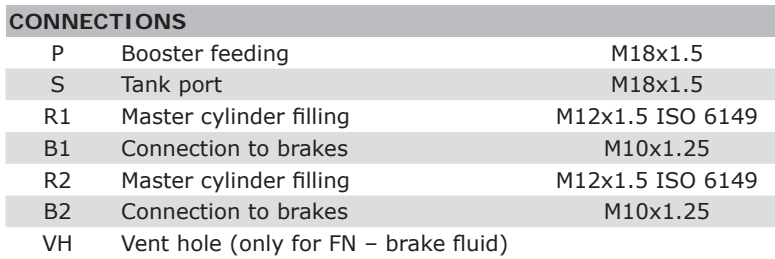 CONNECTIONS
P Booster feeding M18x1.5
S Tank port M18x1.5
R1 Master cylinder filling M12x1.5 ISO 6149
B1 Connection to brakes M10x1.25
R2 Master cylinder filling M12x1.5 ISO 6149
B2 Connection to brakes M10x1.25
VH Vent hole (only for FN – brake fluid)